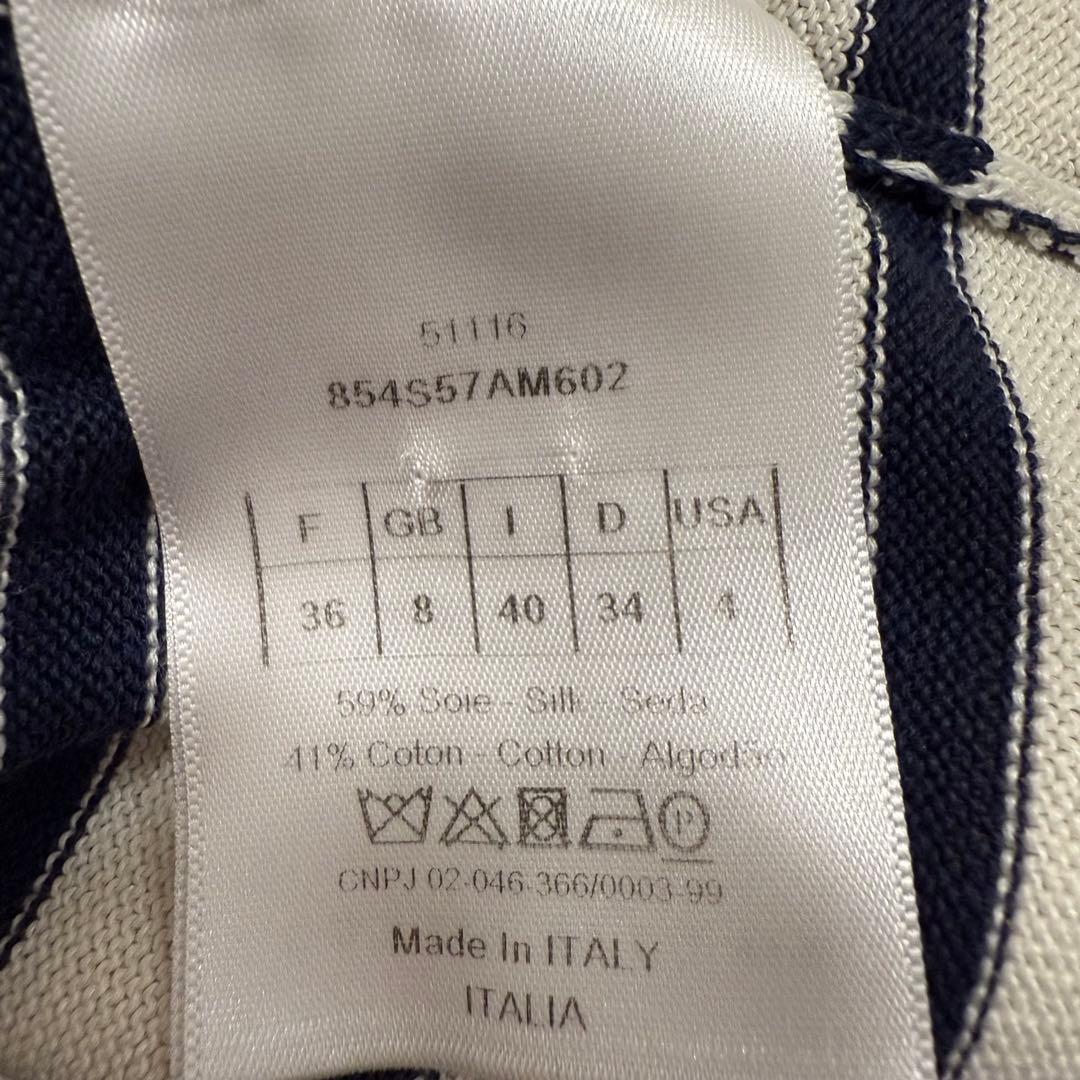 51116
854S57AM602
F GB I D USA
36 8 40 34 4
59% Soie - Silk - Seda
41% Coton - Cotton - Algodão
P
CNPJ 02-046-366/0003-99
Made In ITALY
ITALIA